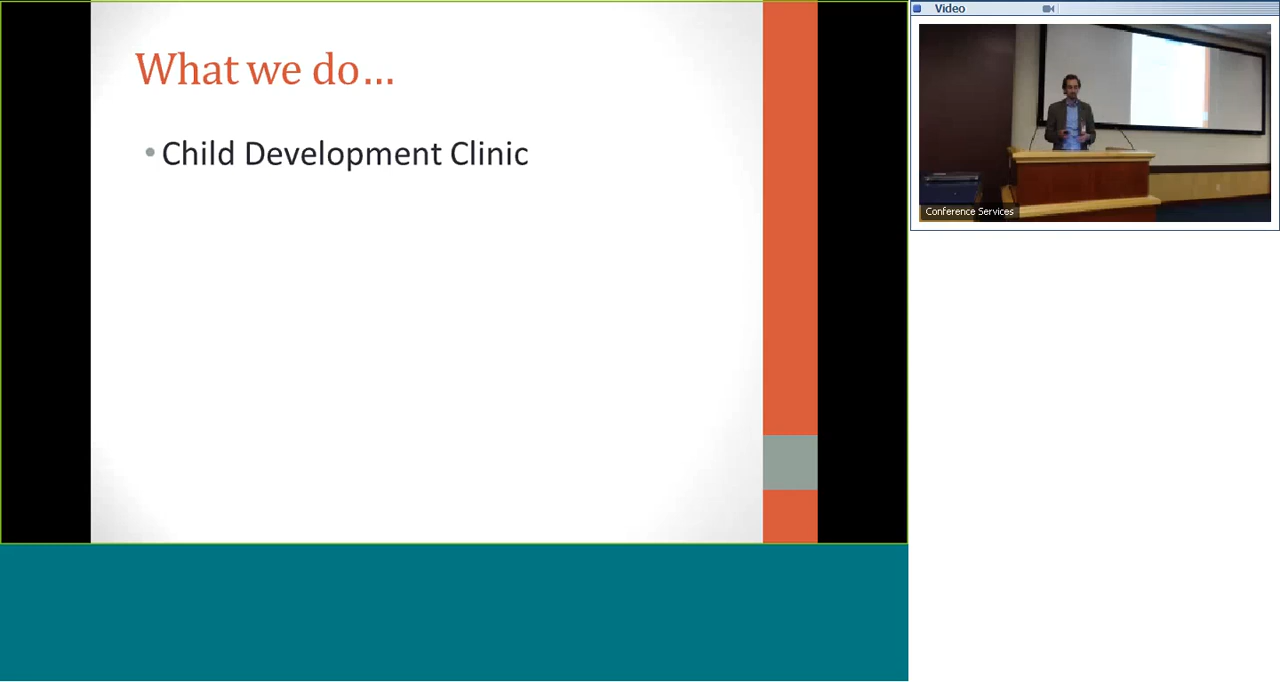 What we do…
• Child Development Clinic
Video
Conference Services